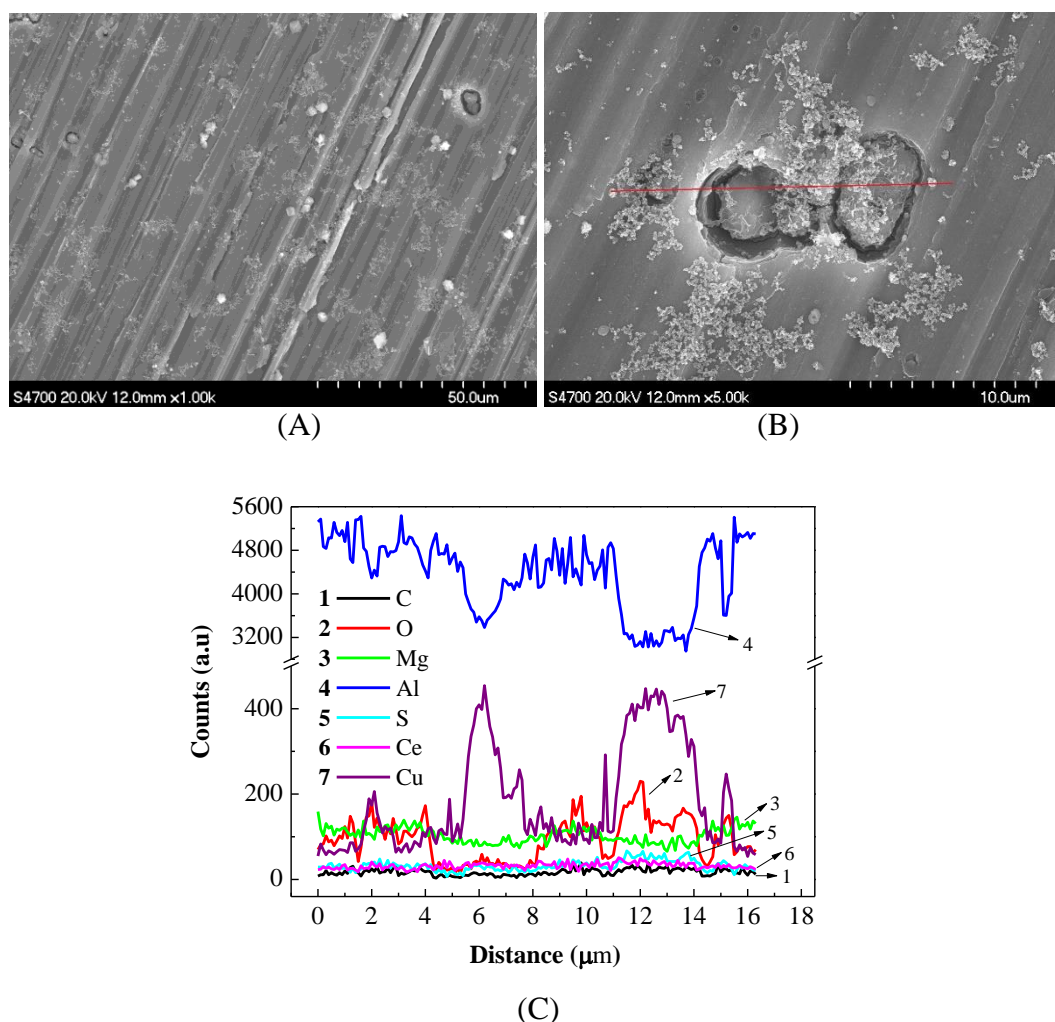 S4700 20.0kV 12.0mm x1.00k 50.0um
S4700 20.0kV 12.0mm x5.00k 10.0um
(A)
(B)
5600
4800
4000
3200
400
200
0
Counts (a.u)
1 C
2 O
3 Mg
4 Al
5 S
6 Ce
7 Cu
4
7
2
3
5
6
1
0 2 4 6 8 10 12 14 16 18
Distance (μm)
(C)